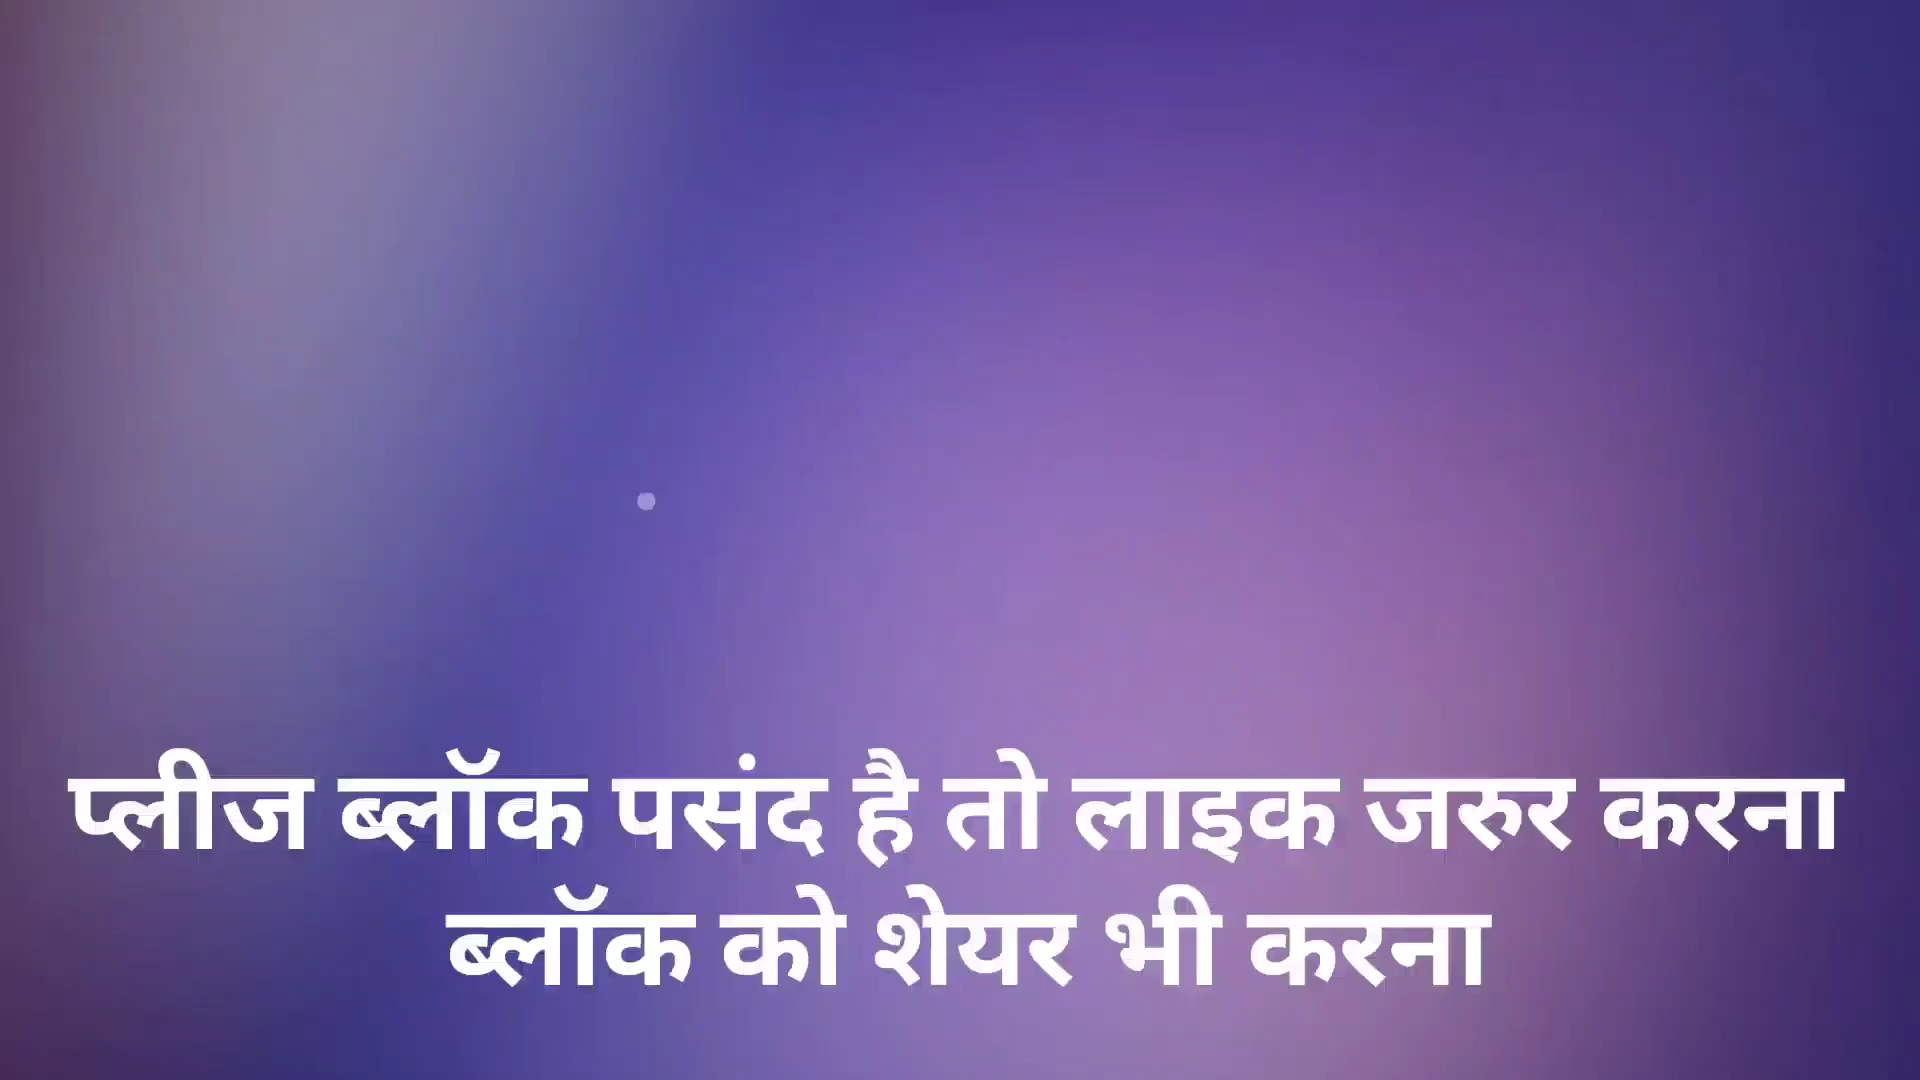 प्लीज ब्लॉक पसंद है तो लाइक जरुर करना
ब्लॉक को शेयर भी करना